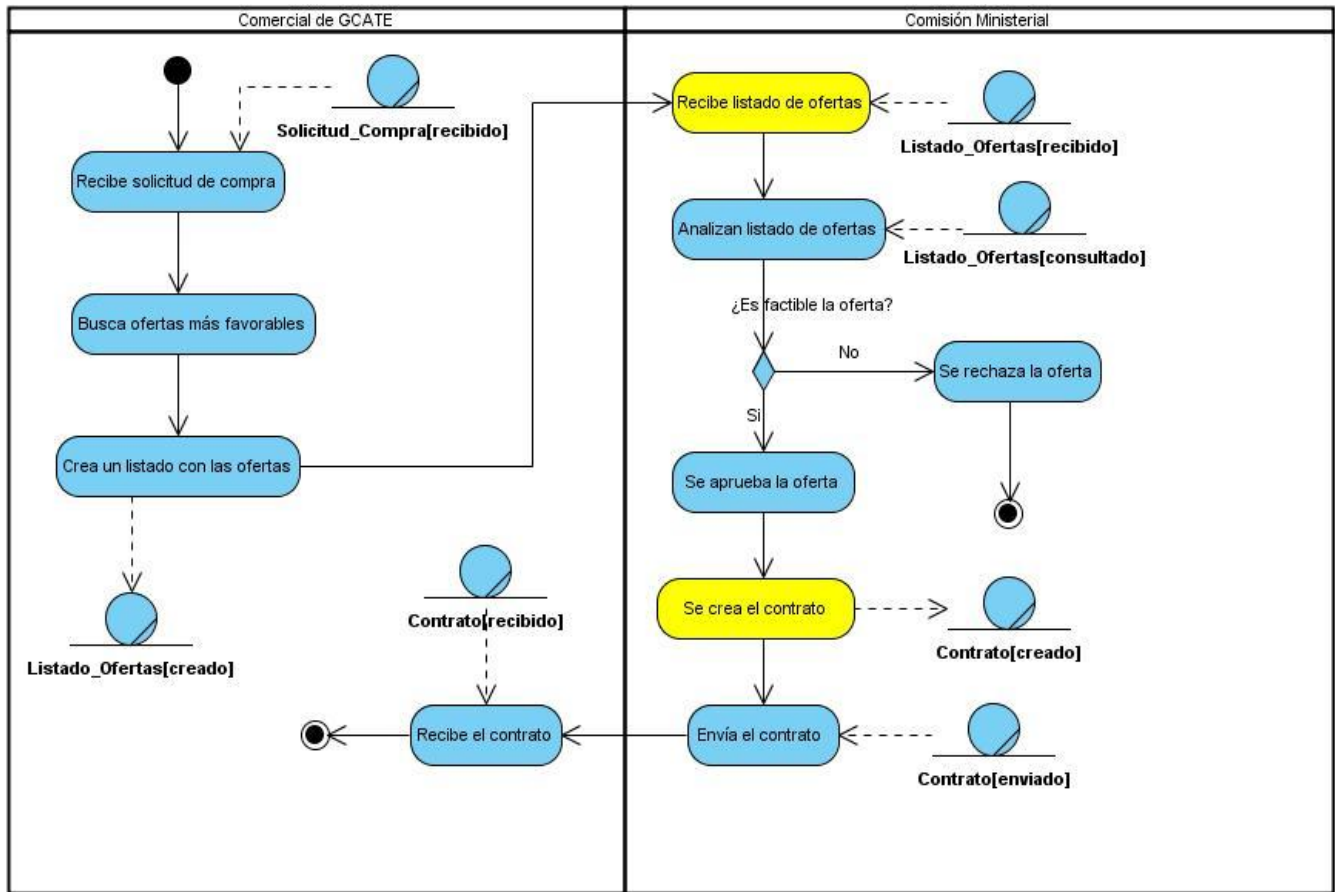 Comercial de GCATE
Comisión Ministerial
Solicitud_Compra[recibido]
Recibe solicitud de compra
Busca ofertas más favorables
Crea un listado con las ofertas
Listado_Ofertas[creado]
Contrato[recibido]
Recibe el contrato
Recibe listado de ofertas
Listado_Ofertas[recibido]
Analizan listado de ofertas
Listado_Ofertas[consultado]
¿Es factible la oferta?
No
Se rechaza la oferta
Si
Se aprueba la oferta
Se crea el contrato
Contrato[creado]
Envía el contrato
Contrato[enviado]